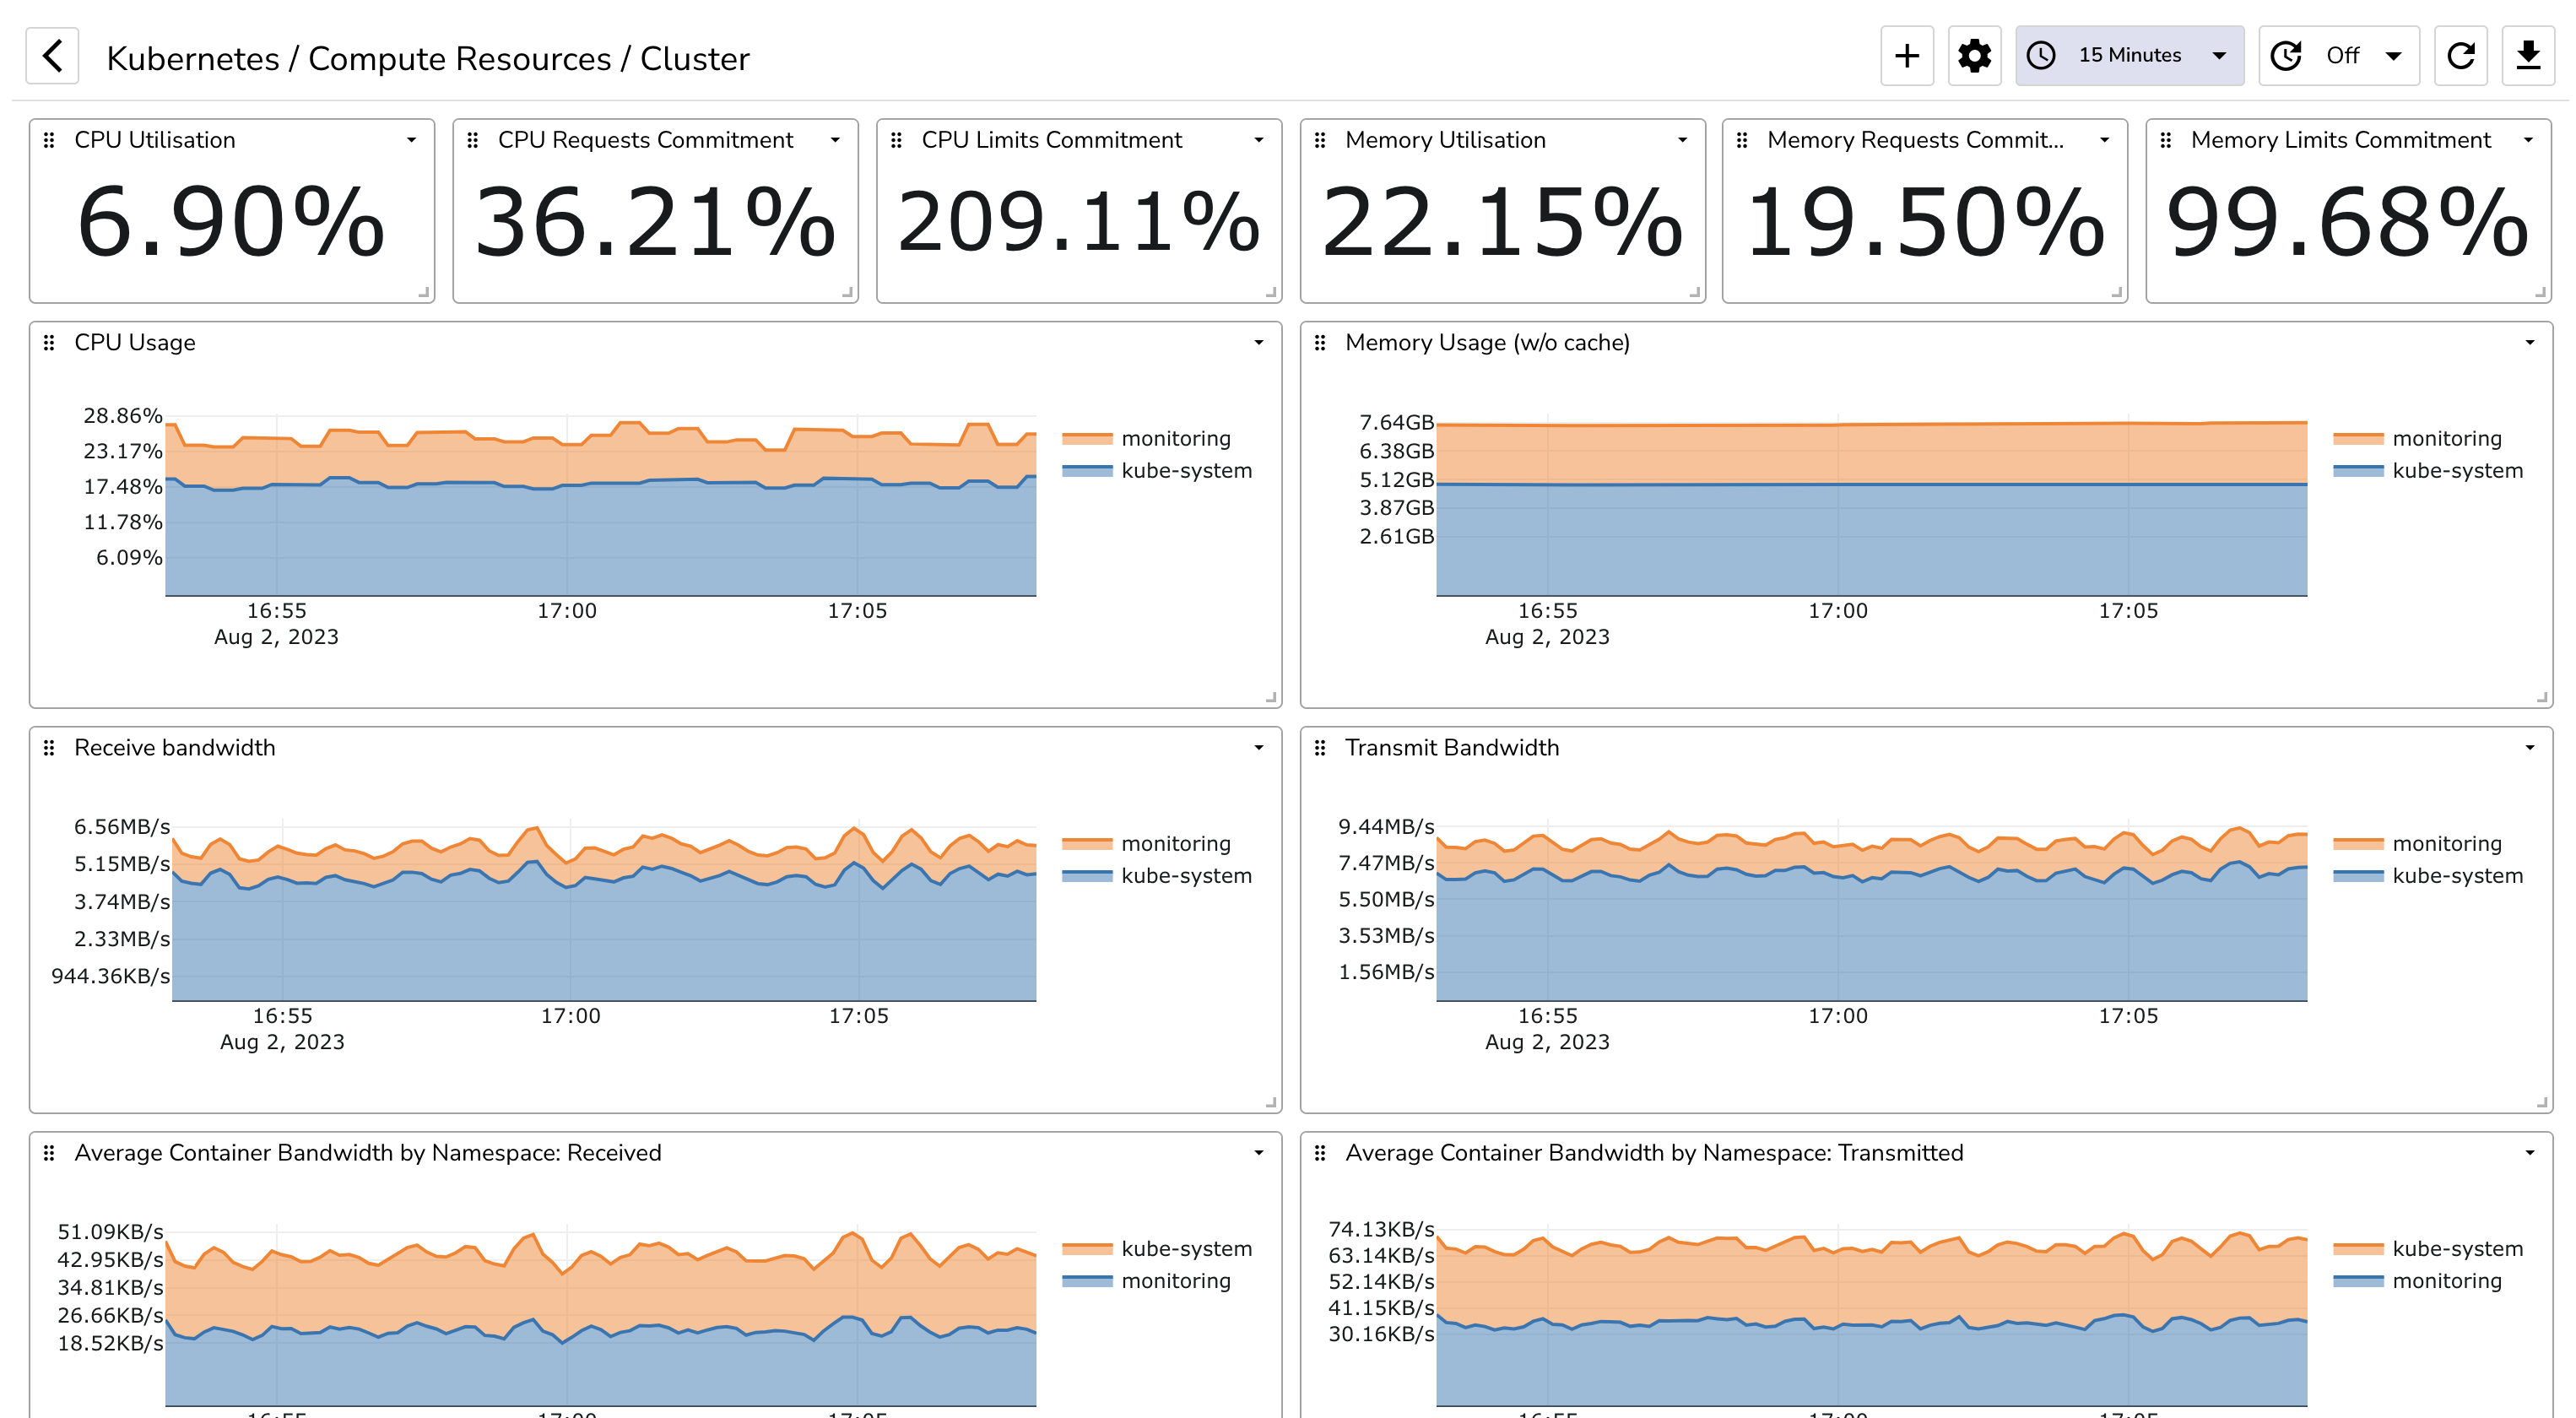 Kubernetes / Compute Resources / Cluster
15 Minutes
Off
CPU Utilisation
6.90%
CPU Requests Commitment
36.21%
CPU Limits Commitment
209.11%
Memory Utilisation
22.15%
Memory Requests Commit...
19.50%
Memory Limits Commitment
99.68%
CPU Usage
28.86%
23.17%
17.48%
11.78%
6.09%
16:55
17:00
17:05
Aug 2, 2023
monitoring
kube-system
Memory Usage (w/o cache)
7.64GB
6.38GB
5.12GB
3.87GB
2.61GB
16:55
17:00
17:05
Aug 2, 2023
monitoring
kube-system
Receive bandwidth
6.56MB/s
5.15MB/s
3.74MB/s
2.33MB/s
944.36KB/s
16:55
17:00
17:05
Aug 2, 2023
monitoring
kube-system
Transmit Bandwidth
9.44MB/s
7.47MB/s
5.50MB/s
3.53MB/s
1.56MB/s
16:55
17:00
17:05
Aug 2, 2023
monitoring
kube-system
Average Container Bandwidth by Namespace: Received
51.09KB/s
42.95KB/s
34.81KB/s
26.66KB/s
18.52KB/s
kube-system
monitoring
Average Container Bandwidth by Namespace: Transmitted
74.13KB/s
63.14KB/s
52.14KB/s
41.15KB/s
30.16KB/s
kube-system
monitoring